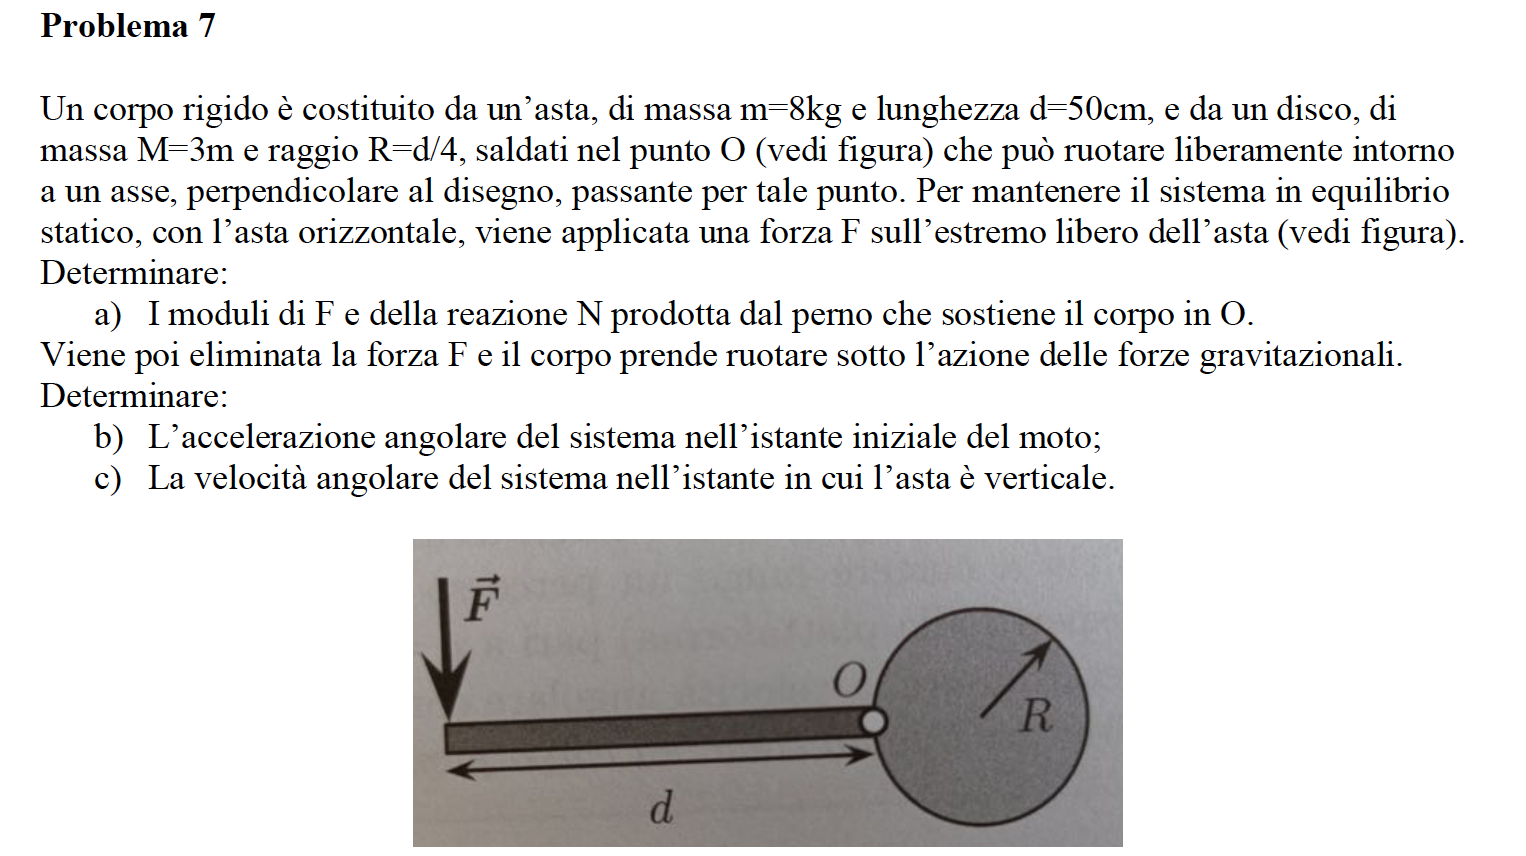 Problema 7
Un corpo rigido è costituito da un’asta, di massa m=8kg e lunghezza d=50cm, e da un disco, di
massa M=3m e raggio R=d/4, saldati nel punto O (vedi figura) che può ruotare liberamente intorno
a un asse, perpendicolare al disegno, passante per tale punto. Per mantenere il sistema in equilibrio
statico, con l’asta orizzontale, viene applicata una forza F sull’estremo libero dell’asta (vedi figura).
Determinare:
a) I moduli di F e della reazione N prodotta dal perno che sostiene il corpo in O.
Viene poi eliminata la forza F e il corpo prende ruotare sotto l’azione delle forze gravitazionali.
Determinare:
b) L’accelerazione angolare del sistema nell’istante iniziale del moto;
c) La velocità angolare del sistema nell’istante in cui l’asta è verticale.
F
O
R
d